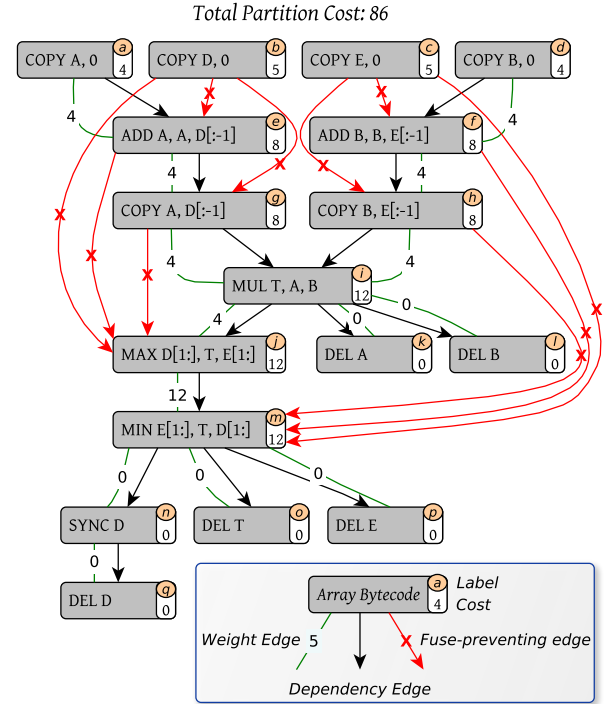 Total Partition Cost: 86
COPY A, 0 a 4
COPY D, 0 b 5
COPY E, 0 c 5
COPY B, 0 d 4
X X
4 4
ADD A, A, D[:-1] e 8
ADD B, B, E[:-1] f 8
X X
4 4
COPY A, D[:-1] g 8
COPY B, E[:-1] h 8
X X X
4 4
MUL T, A, B i 12
X X X
4 0 0
MAX D[1:], T, E[1:] j 12
DEL A k 0
DEL B l 0
12
MIN E[1:], T, D[1:] m 12
0 0 0
SYNC D n 0
DEL T o 0
DEL E p 0
0
DEL D q 0
Array Bytecode a 4
Label
Cost
Weight Edge 5
X Fuse-preventing edge
Dependency Edge